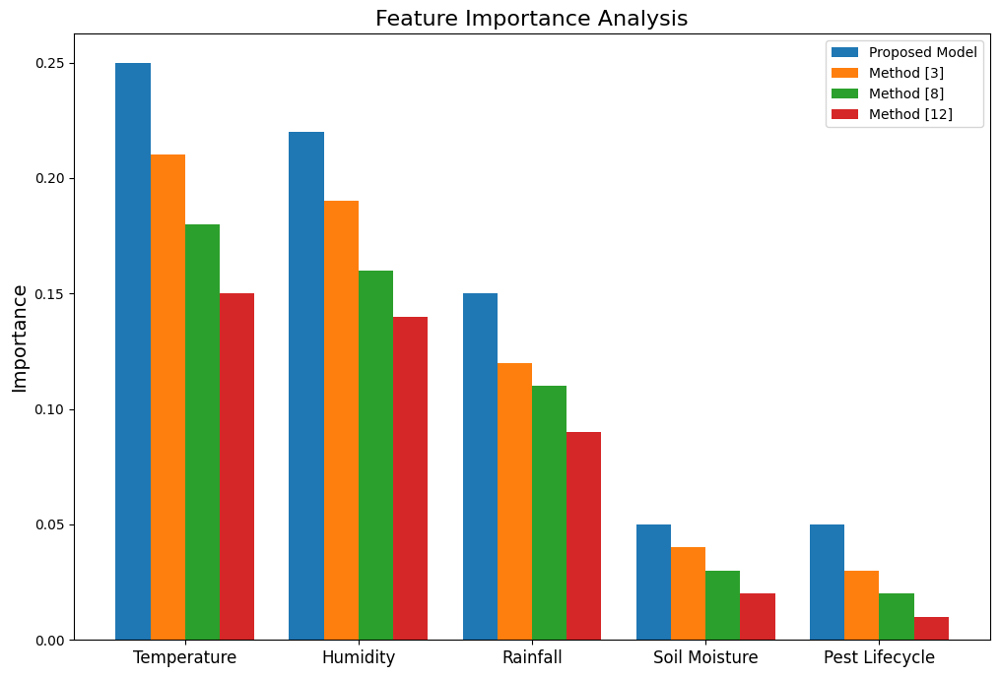 Feature Importance Analysis
Proposed Model
Method [3]
Method [8]
Method [12]
Importance
0.25
0.20
0.15
0.10
0.05
0.00
Temperature
Humidity
Rainfall
Soil Moisture
Pest Lifecycle